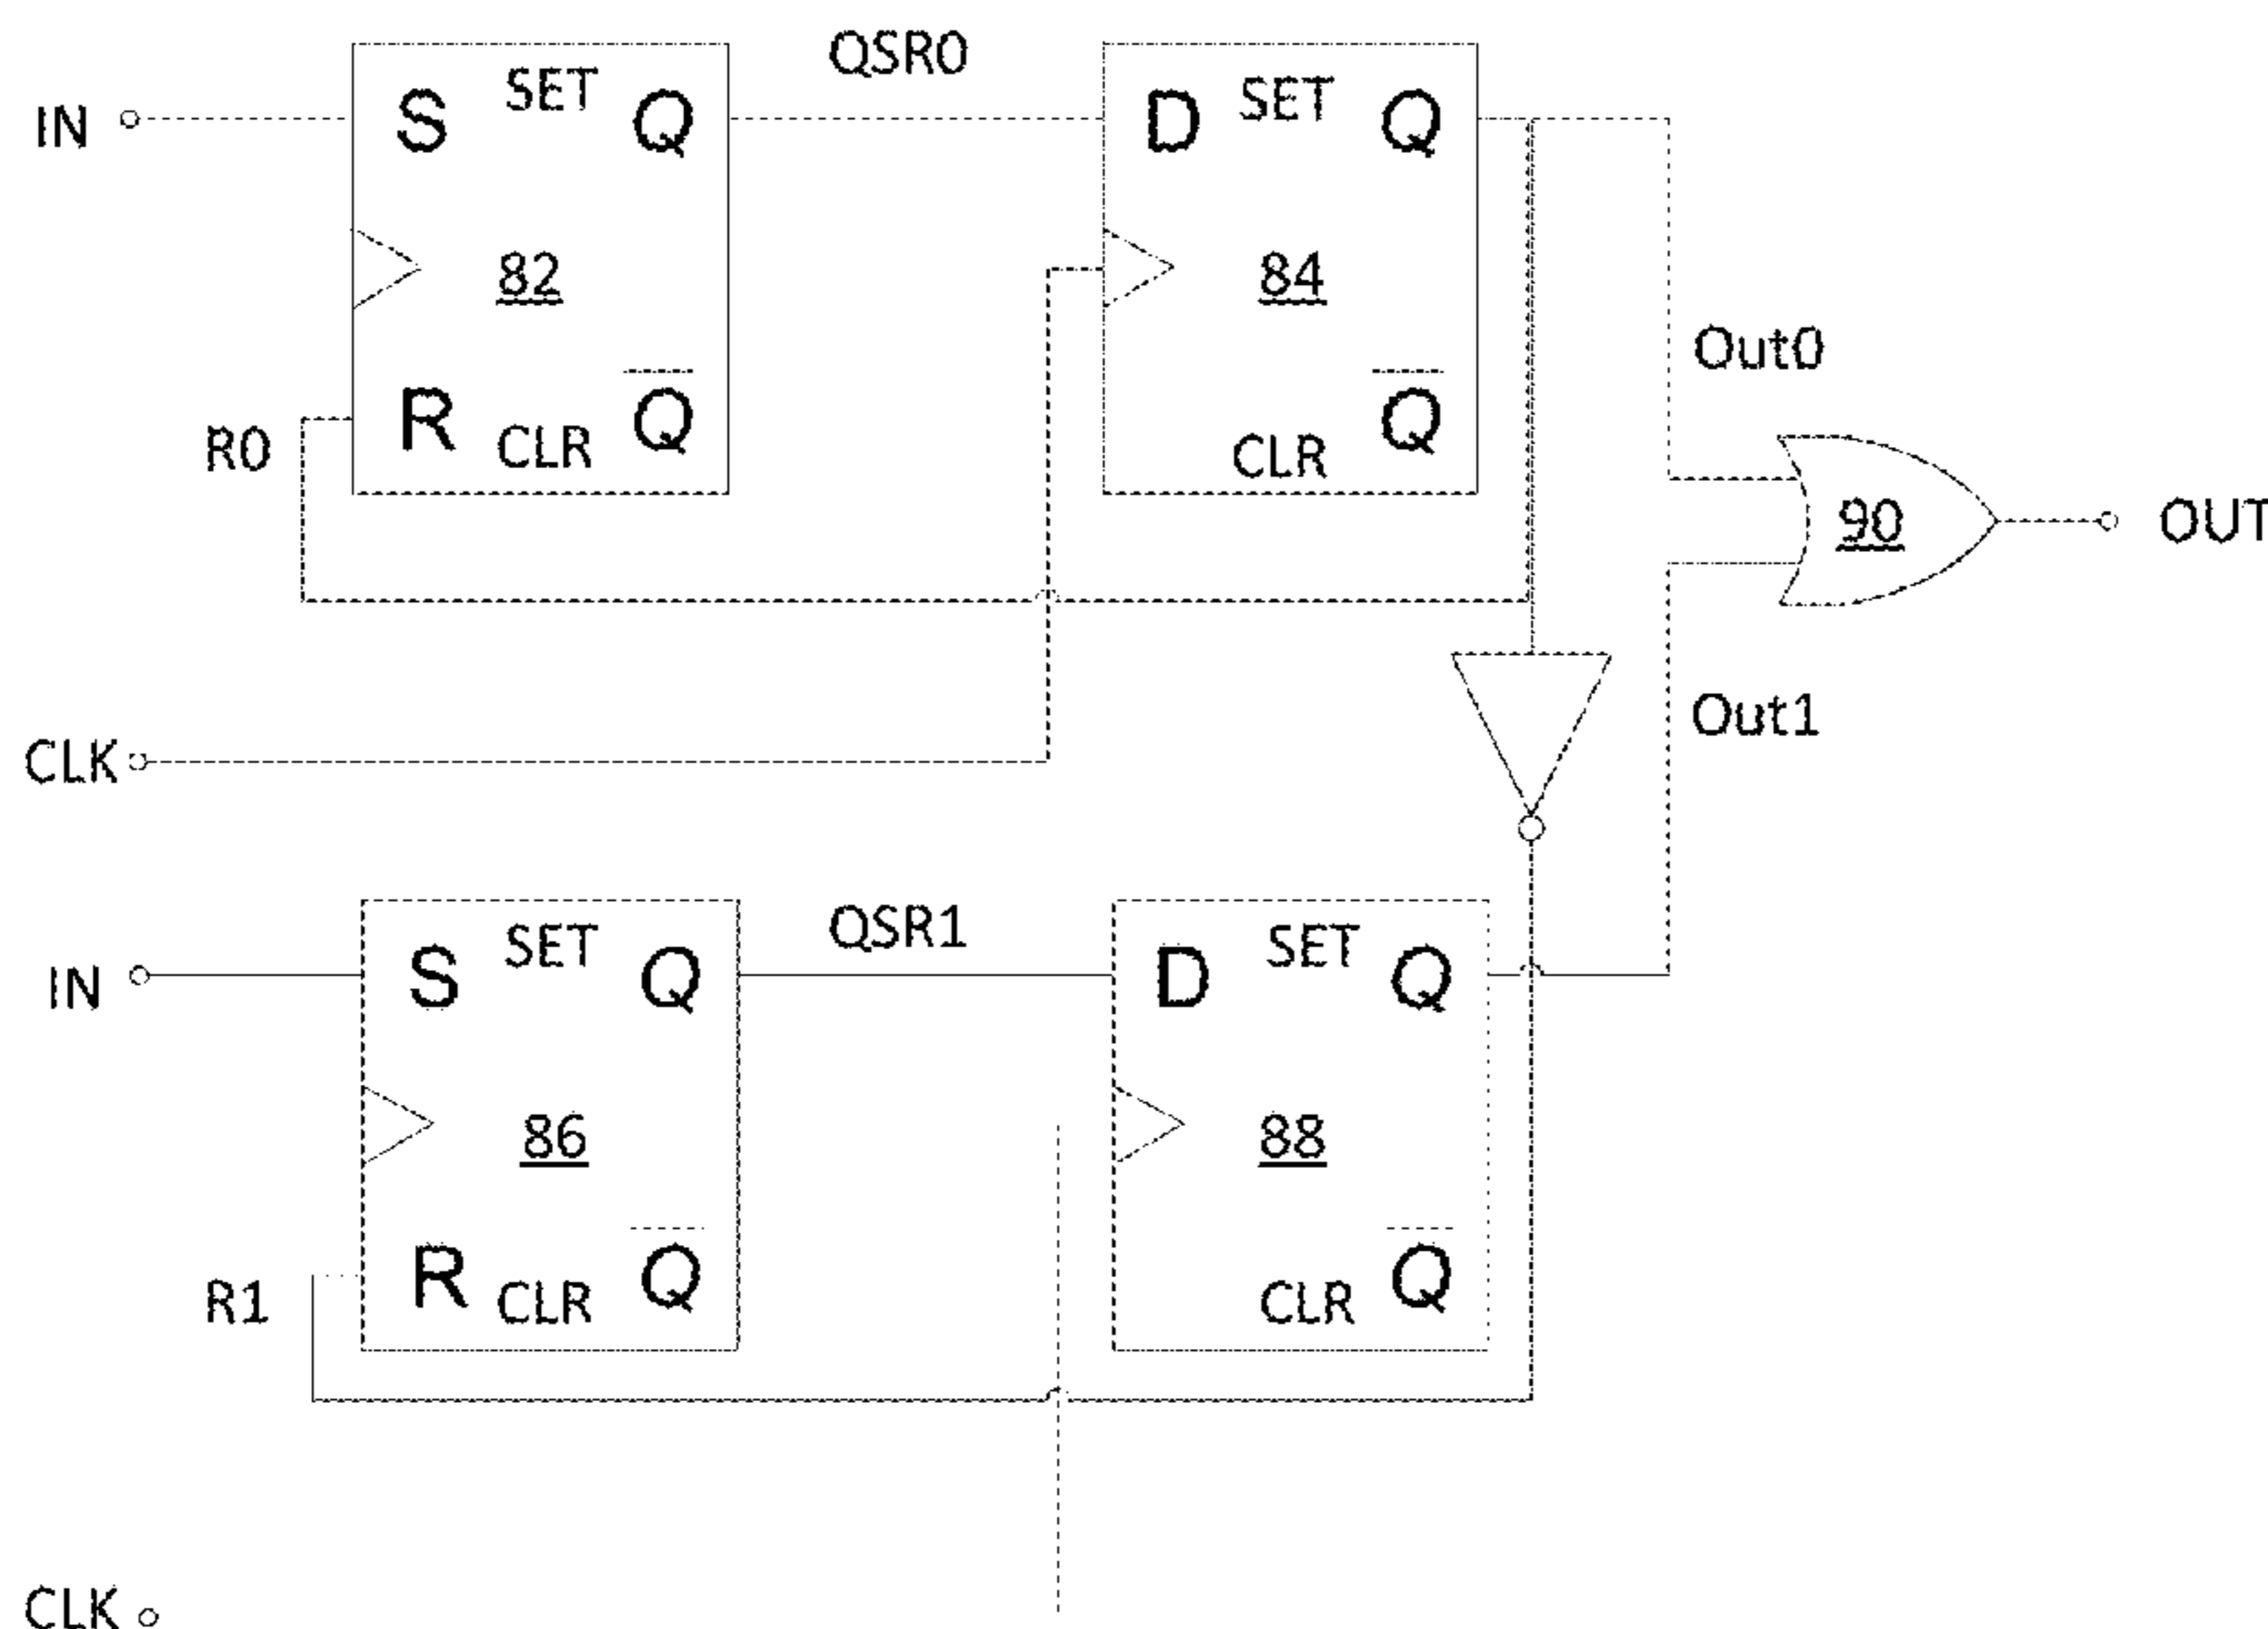 QSR0
IN
S SET Q
D SET Q
82
84
Out0
R CLR Q
CLR Q
R0
90
OUT
CLK
Out1
QSR1
IN
S SET Q
D SET Q
86
88
R CLR Q
CLR Q
R1
CLK